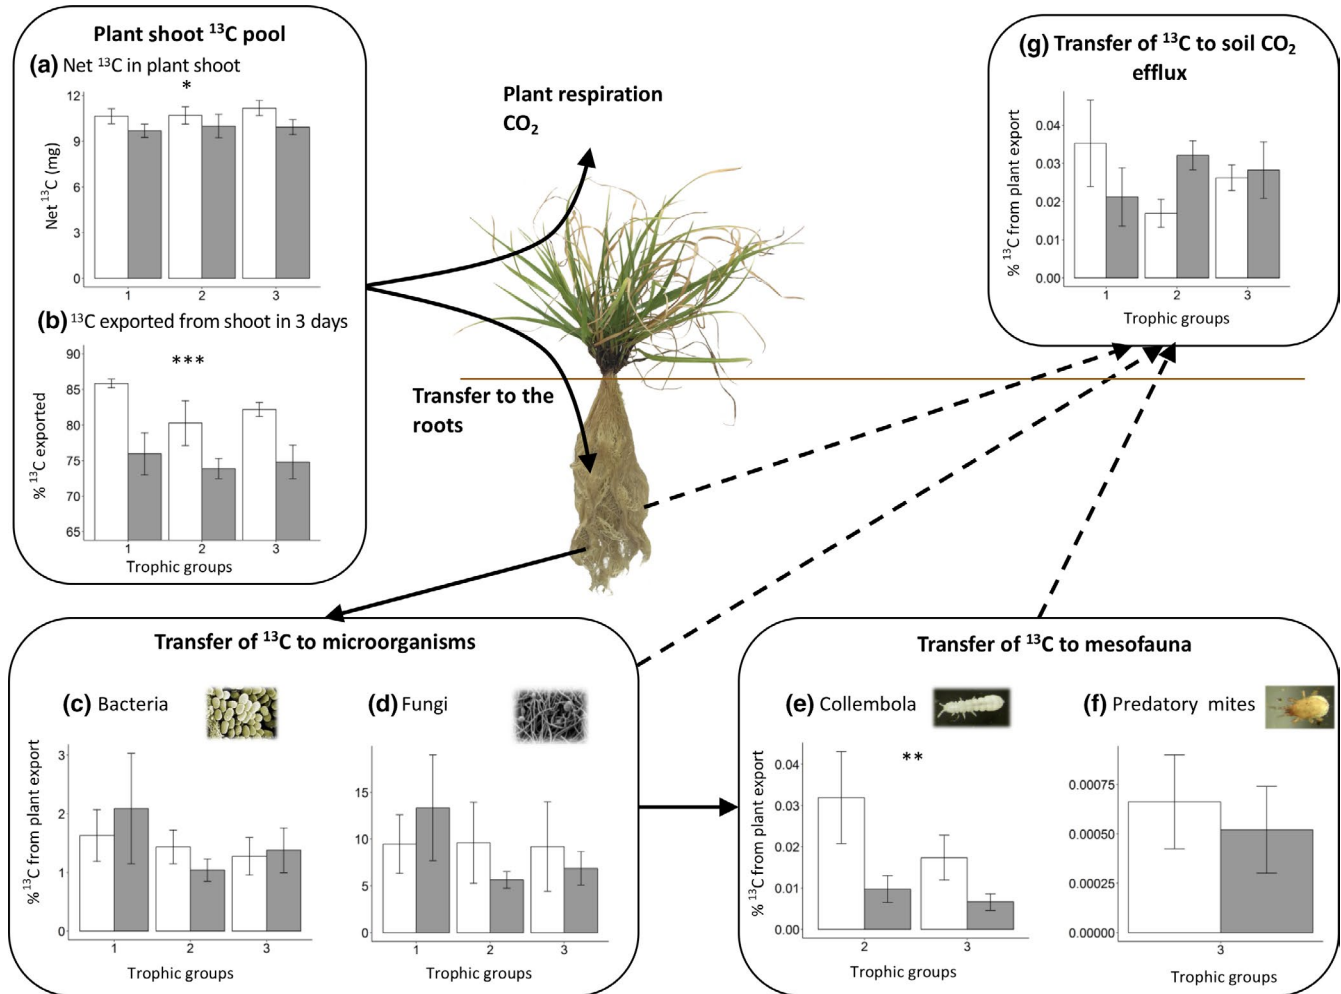 Plant shoot ¹³C pool
(a) Net ¹³C in plant shoot
*
Net ¹³C (mg)
12
9
6
3
0
1 2 3
(b) ¹³C exported from shoot in 3 days
***
% ¹³C exported
90
85
80
75
70
65
1 2 3
Trophic groups
Plant respiration
CO₂
Transfer to the
roots
(g) Transfer of ¹³C to soil CO₂
efflux
% ¹³C from plant export
0.04
0.03
0.02
0.01
0.00
1 2 3
Trophic groups
Transfer of ¹³C to microorganisms
(c) Bacteria
% ¹³C from plant export
3
2
1
0
1 2 3
Trophic groups
(d) Fungi
15
10
5
0
1 2 3
Trophic groups
Transfer of ¹³C to mesofauna
(e) Collembola
**
% ¹³C from plant export
0.04
0.03
0.02
0.01
0.00
2 3
Trophic groups
(f) Predatory mites
0.00075
0.00050
0.00025
0.00000
3
Trophic groups